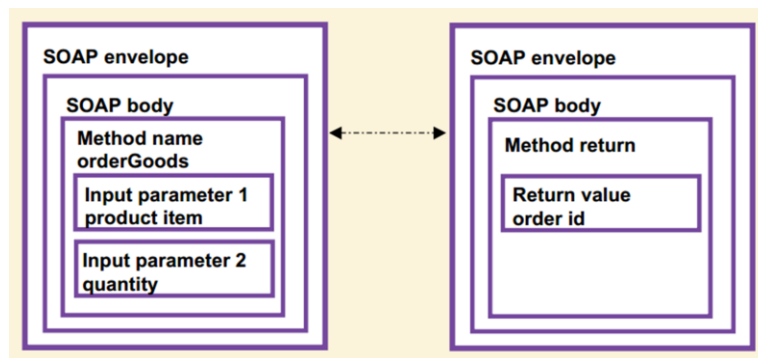 SOAP envelope
SOAP body
Method name
orderGoods
Input parameter 1
product item
Input parameter 2
quantity
SOAP envelope
SOAP body
Method return
Return value
order id